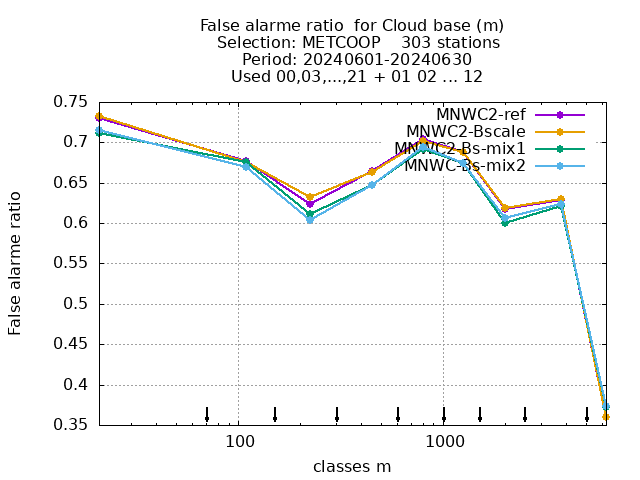 False alarme ratio  for Cloud base (m)
Selection: METCOOP    303 stations
Period: 20240601-20240630
Used 00,03,...,21 + 01 02 ... 12
MNWC2-ref
MNWC2-Bscale
MNWC2-Bs-mix1
MNWC-Bs-mix2
False alarme ratio
0.75
0.7
0.65
0.6
0.55
0.5
0.45
0.4
0.35
100 1000
classes m